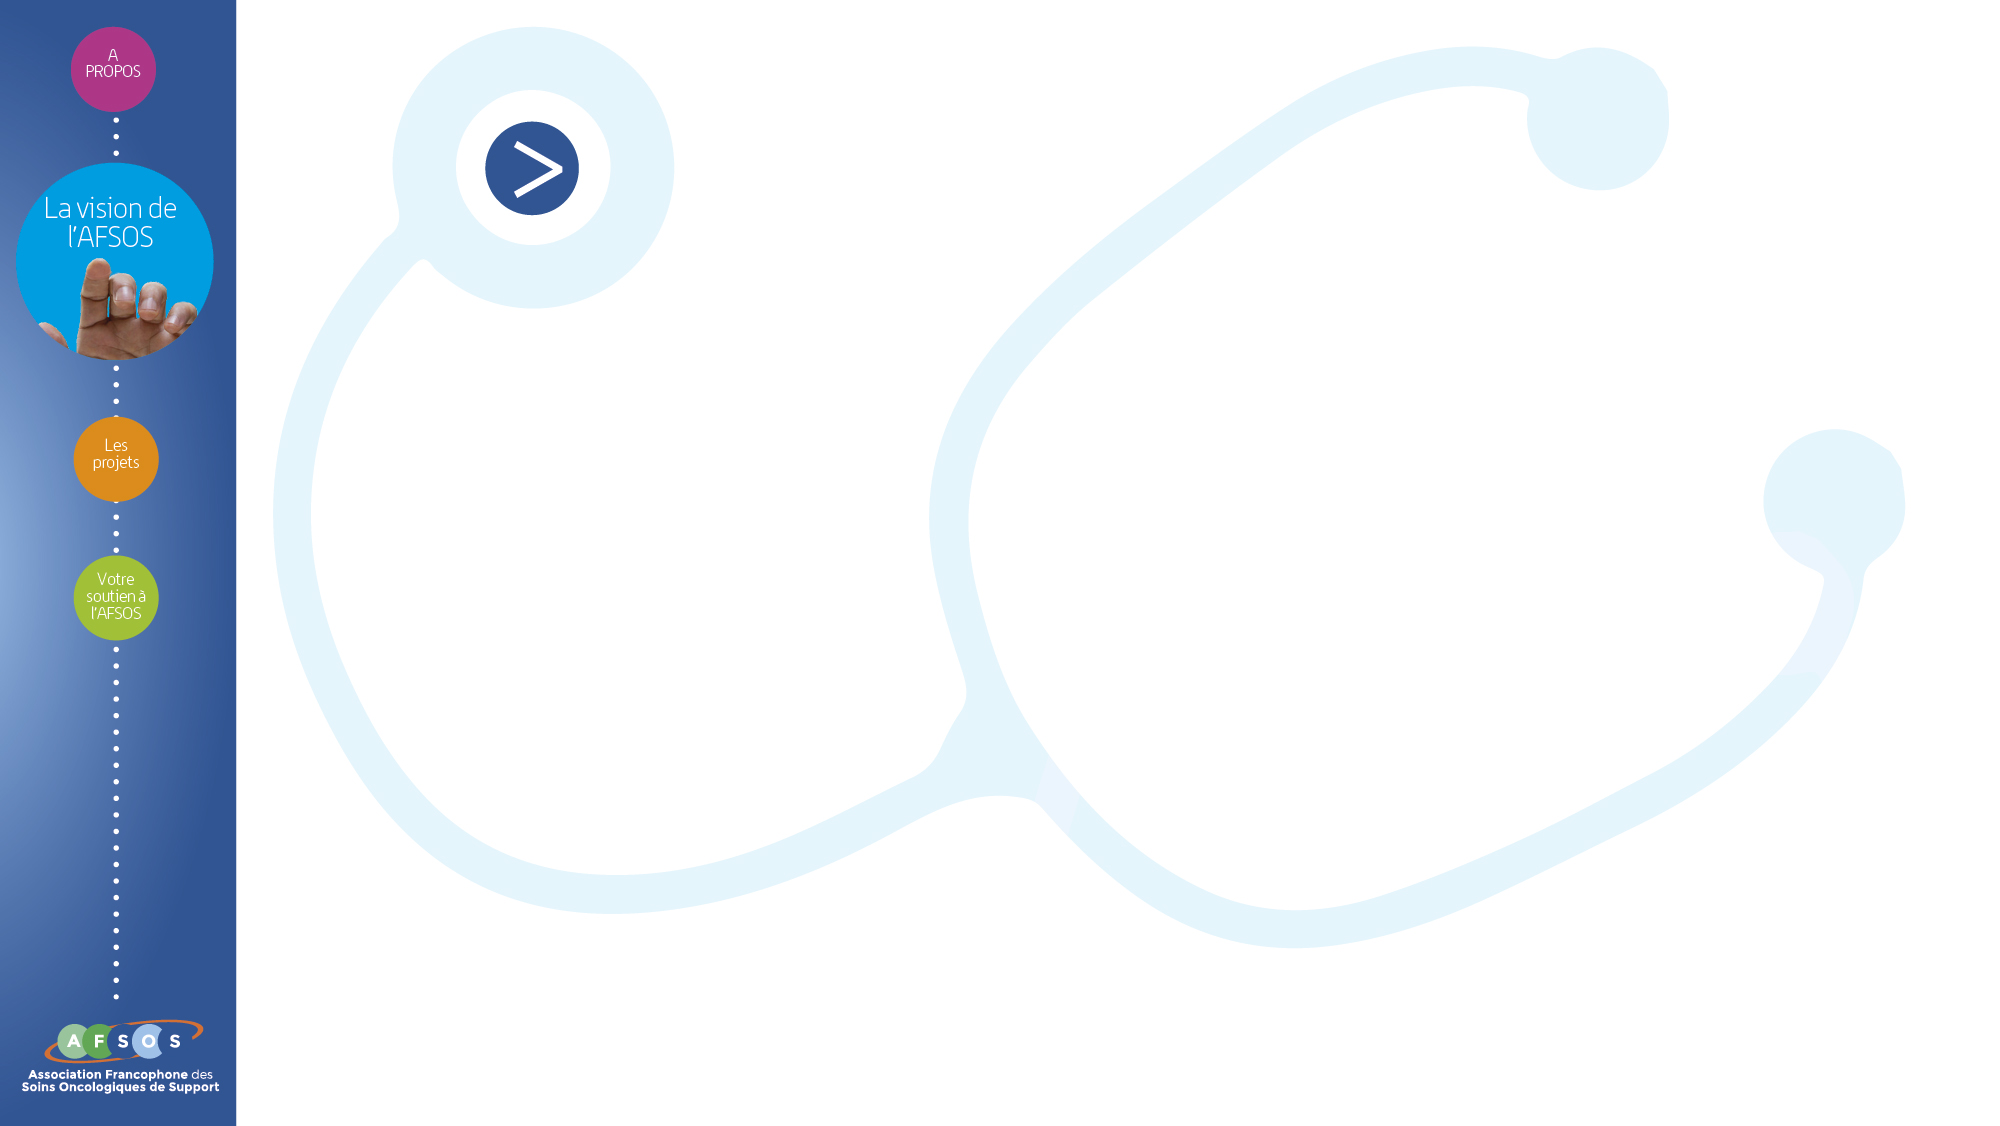 A
PROPOS
La vision de
l'AFSOS
Les
projets
Votre
soutien à
l'AFSOS
>
A F S O S
Association Francophone des
Soins Oncologiques de Support